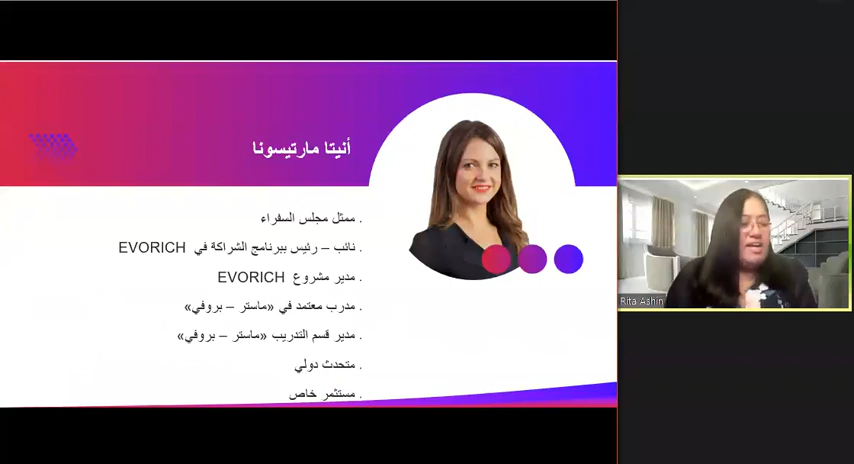 أنيتا مارتيسونا
. ممثل مجلس السفراء
. نائب – رئيس ببرنامج الشراكة في EVORICH
. مدير مشروع EVORICH
. مدرب معتمد في «ماستر – بروفي»
. مدير قسم التدريب «ماستر – بروفي»
. متحدث دولي
. مستثمر خاص
Rita Ashin